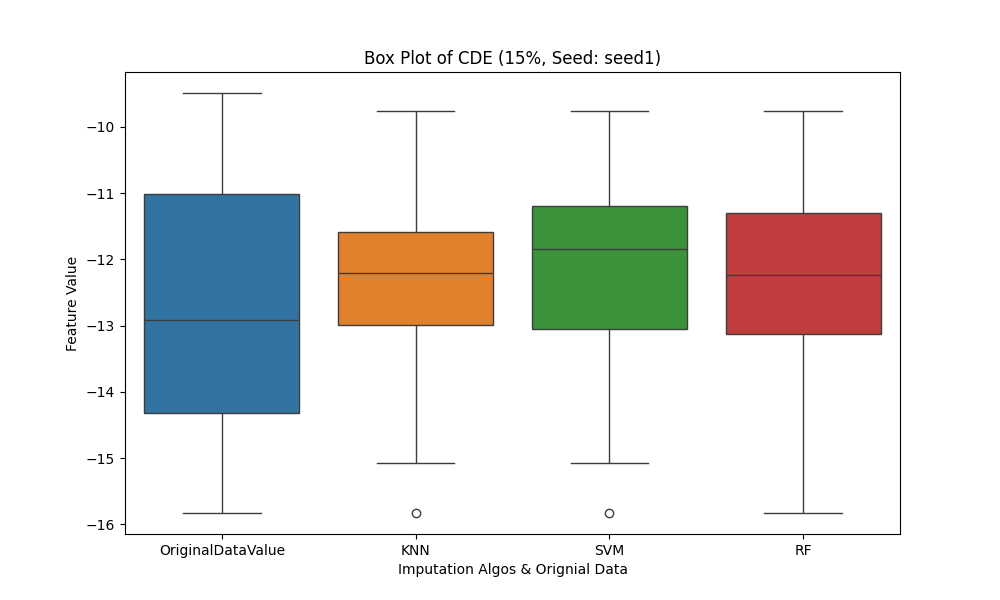 Box Plot of CDE (15%, Seed: seed1)
Feature Value
−10
−11
−12
−13
−14
−15
−16
OriginalDataValue
KNN
SVM
RF
Imputation Algos & Orignial Data